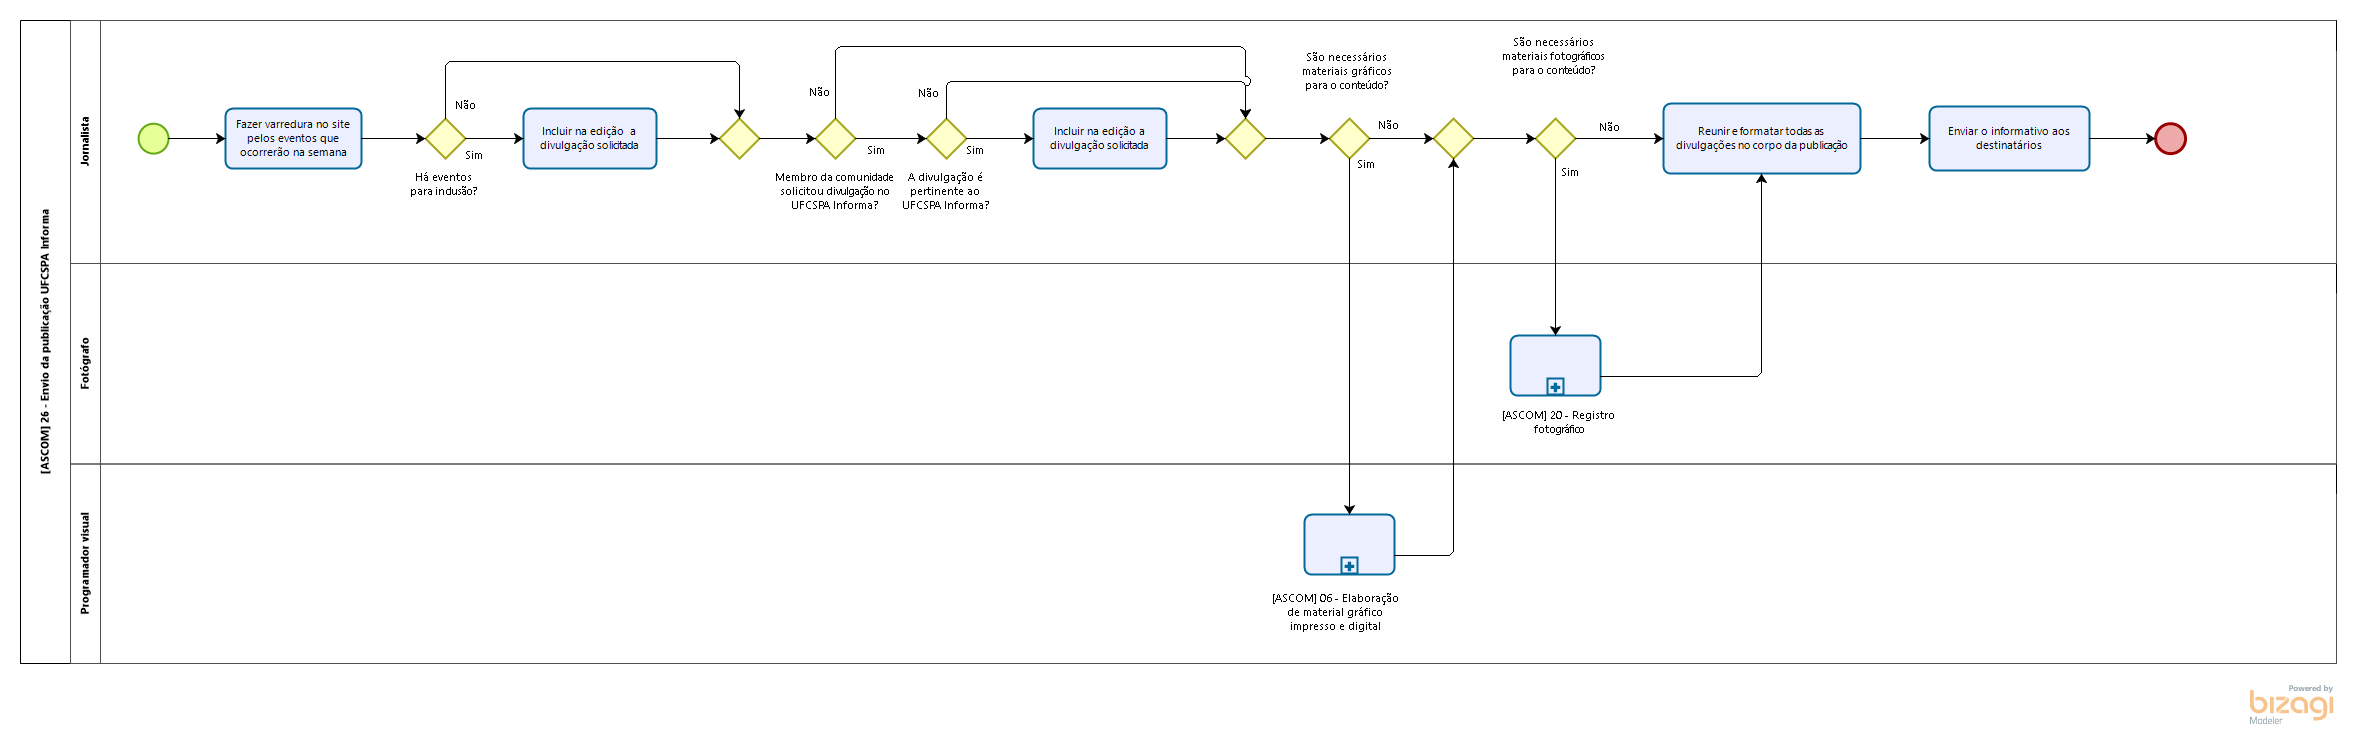 [ASCOM] 26 - Envio da publicação UFCSPA Informa
Jornalista
Fazer varredura no site
pelos eventos que
ocorrerão na semana
Não
Sim
Há eventos
para inclusão?
Incluir na edição a
divulgação solicitada
Não
Sim
Membro da comunidade
solicitou divulgação no
UFCSPA Informa?
Não
Sim
A divulgação é
pertinente ao
UFCSPA Informa?
Incluir na edição a
divulgação solicitada
São necessários
materiais gráficos
para o conteúdo?
Não
Sim
São necessários
materiais fotográficos
para o conteúdo?
Não
Sim
Reunir e formatar todas as
divulgações no corpo da publicação
Enviar o informativo aos
destinatários
Fotógrafo
[ASCOM] 20 - Registro
fotográfico
Programador visual
[ASCOM] 06 - Elaboração
de material gráfico
impresso e digital
Powered by
bizagi
Modeler